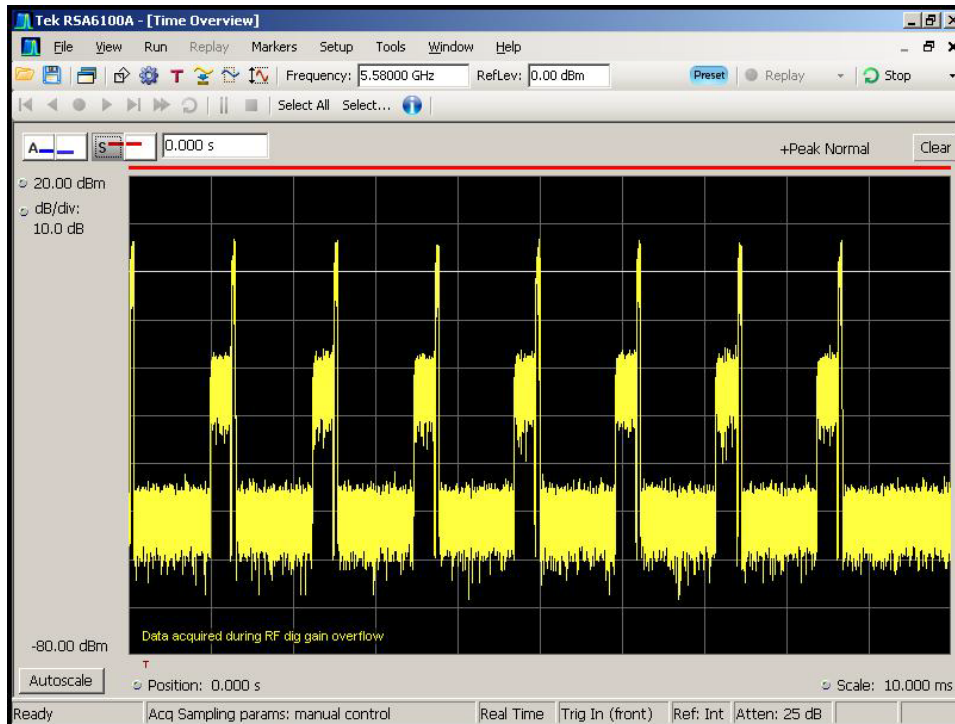 Tek RSA6100A - [Time Overview]
File View Run Replay Markers Setup Tools Window Help
T Frequency: 5.58000 GHz RefLev: 0.00 dBm Preset Replay Stop
Select All Select...
A S 0.000 s +Peak Normal Clear
20.00 dBm
dB/div:
10.0 dB
Data acquired during RF dig gain overflow
-80.00 dBm
T
Autoscale Position: 0.000 s Scale: 10.000 ms
Ready Acq Sampling params: manual control Real Time Trig In (front) Ref: Int Atten: 25 dB